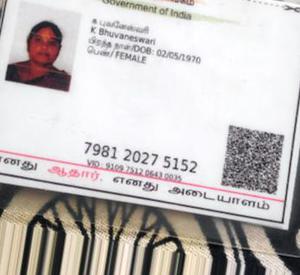 Government of India
க புவனேஸ்வரி
K Bhuvaneswari
பிறந்த நாள்/DOB: 02/05/1970
பெண்/ FEMALE
7981 2027 5152
VID : 9109 7512 0643 0035
எனது ஆதார், எனது அடையாளம்